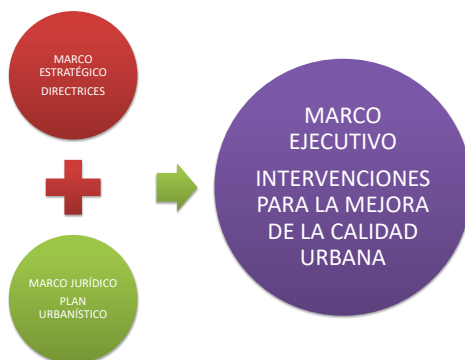 MARCO
ESTRATÉGICO
DIRECTRICES
MARCO JURÍDICO
PLAN
URBANÍSTICO
MARCO
EJECUTIVO
INTERVENCIONES
PARA LA MEJORA
DE LA CALIDAD
URBANA